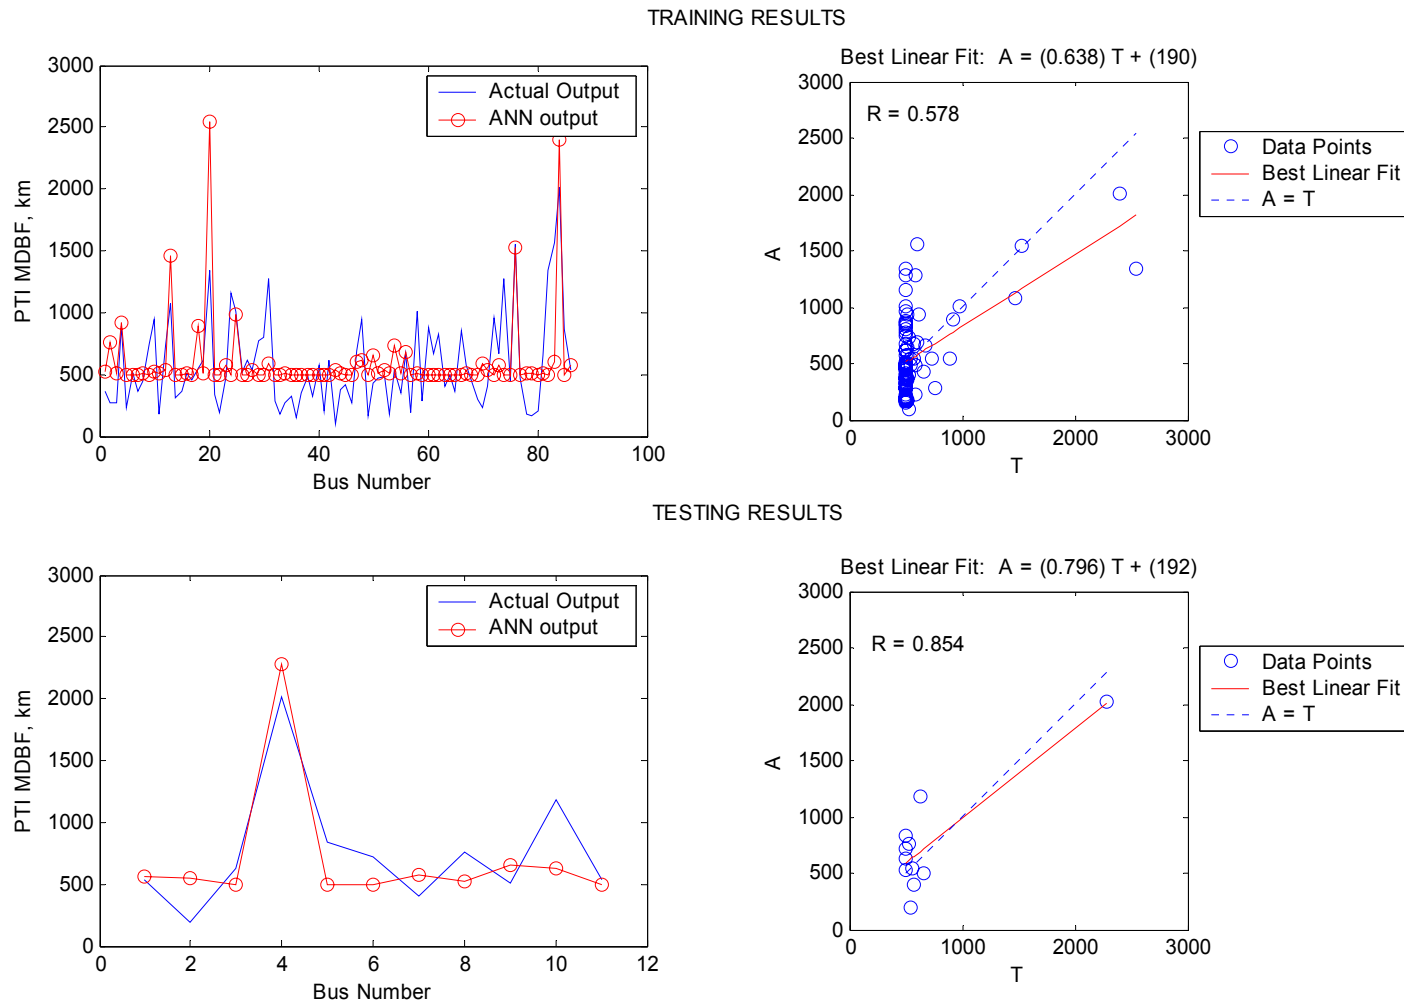 TRAINING RESULTS
Best Linear Fit: A = (0.638) T + (190)
3000
2500
2000
1500
1000
500
0
PTI MDBF, km
Actual Output
ANN output
0
20
40
60
80
100
Bus Number
3000
2500
2000
1500
1000
500
0
A
R = 0.578
Data Points
Best Linear Fit
A = T
0
1000
2000
3000
T
TESTING RESULTS
Best Linear Fit: A = (0.796) T + (192)
3000
2500
2000
1500
1000
500
0
PTI MDBF, km
Actual Output
ANN output
0
2
4
6
8
10
12
Bus Number
3000
2500
2000
1500
1000
500
0
A
R = 0.854
Data Points
Best Linear Fit
A = T
0
1000
2000
3000
T